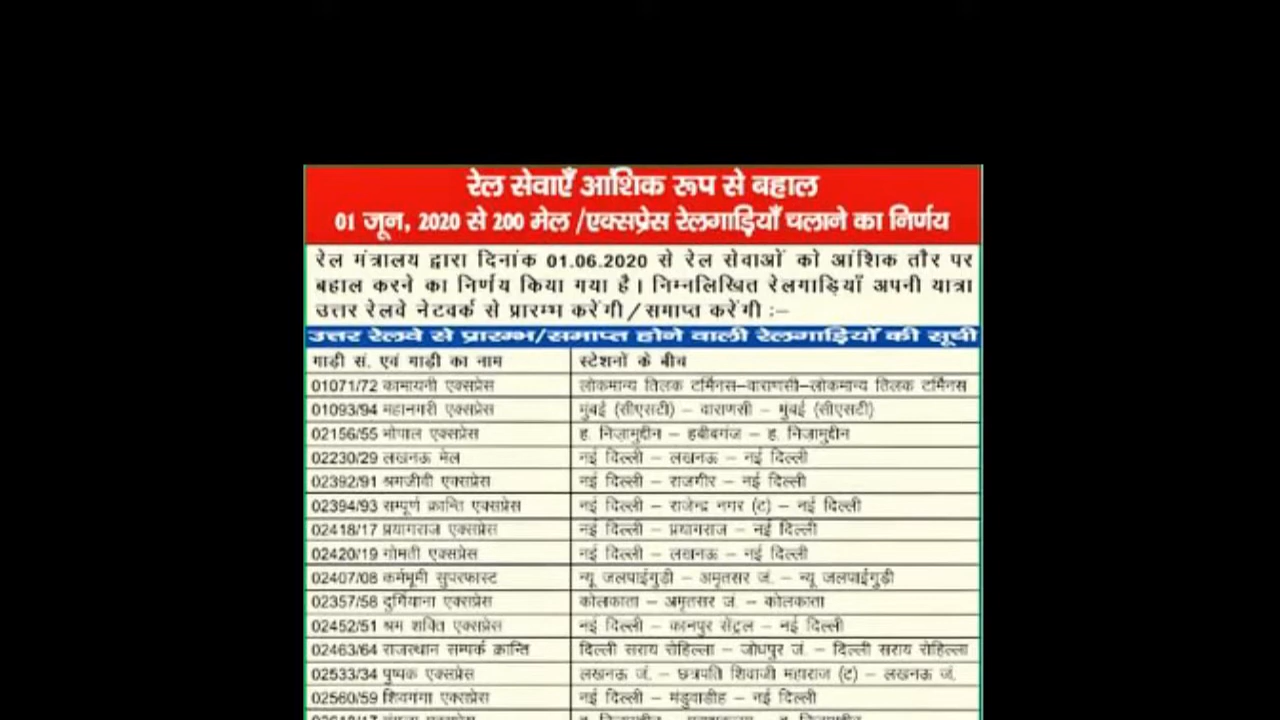 रेल सेवाएँ आंशिक रूप से बहाल
01 जून, 2020 से 200 मेल /एक्सप्रेस रेलगाड़ियाँ चलाने का निर्णय
रेल मंत्रालय द्वारा दिनांक 01.06.2020 से रेल सेवाओं को आंशिक तौर पर
बहाल करने का निर्णय किया गया है। निम्नलिखित रेलगाड़ियाँ अपनी यात्रा
उत्तर रेलवे नेटवर्क से प्रारम्भ करेंगी/समाप्त करेंगी :–
उत्तर रेलवे से प्रारम्भ/समाप्त होने वाली रेलगाड़ियों की सूची
गाड़ी सं. एवं गाड़ी का नाम स्टेशनों के बीच
01071/72 कामायनी एक्सप्रेस लोकमान्य तिलक टर्मिनस–वाराणसी–लोकमान्य तिलक टर्मिनस
01093/94 महानगरी एक्सप्रेस मुंबई (सीएसटी) – वाराणसी – मुंबई (सीएसटी)
02156/55 भोपाल एक्सप्रेस ह. निज़ामुद्दीन – हबीबगंज – ह. निज़ामुद्दीन
02230/29 लखनऊ मेल नई दिल्ली – लखनऊ – नई दिल्ली
02392/91 श्रमजीवी एक्सप्रेस नई दिल्ली – राजगीर – नई दिल्ली
02394/93 सम्पूर्ण क्रान्ति एक्सप्रेस नई दिल्ली – राजेन्द्र नगर (ट) – नई दिल्ली
02418/17 प्रयागराज एक्सप्रेस नई दिल्ली – प्रयागराज – नई दिल्ली
02420/19 गोमती एक्सप्रेस नई दिल्ली – लखनऊ – नई दिल्ली
02407/08 कर्मभूमी सुपरफास्ट न्यू जलपाईगुड़ी – अमृतसर जं. – न्यू जलपाईगुड़ी
02357/58 दुर्गियाना एक्सप्रेस कोलकाता – अमृतसर जं. – कोलकाता
02452/51 श्रम शक्ति एक्सप्रेस नई दिल्ली – कानपुर सेंट्रल – नई दिल्ली
02463/64 राजस्थान सम्पर्क क्रान्ति दिल्ली सराय रोहिल्ला – जोधपुर जं. – दिल्ली सराय रोहिल्ला
02533/34 पुष्पक एक्सप्रेस लखनऊ जं. – छत्रपति शिवाजी महाराज (ट) – लखनऊ जं.
02560/59 शिवगंगा एक्सप्रेस नई दिल्ली – मंडुवाडीह – नई दिल्ली